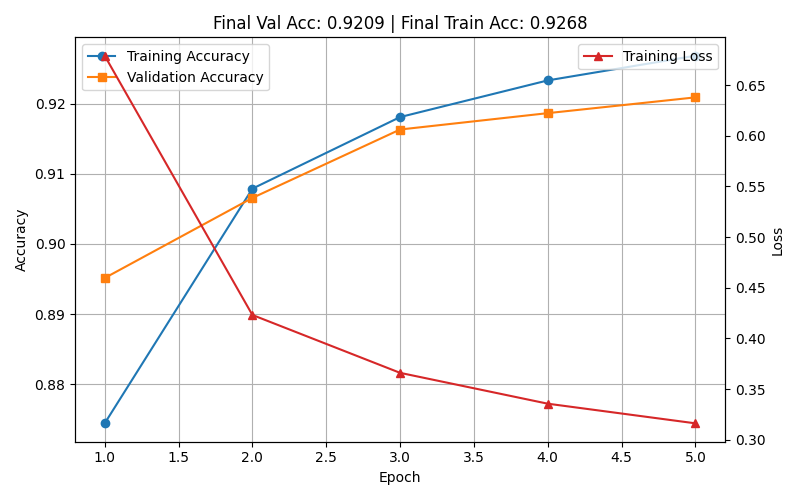 Final Val Acc: 0.9209 | Final Train Acc: 0.9268
Training Accuracy
Validation Accuracy
Training Loss
0.92
0.91
0.90
0.89
0.88
Accuracy
0.65
0.60
0.55
0.50
0.45
0.40
0.35
0.30
Loss
1.0 1.5 2.0 2.5 3.0 3.5 4.0 4.5 5.0
Epoch